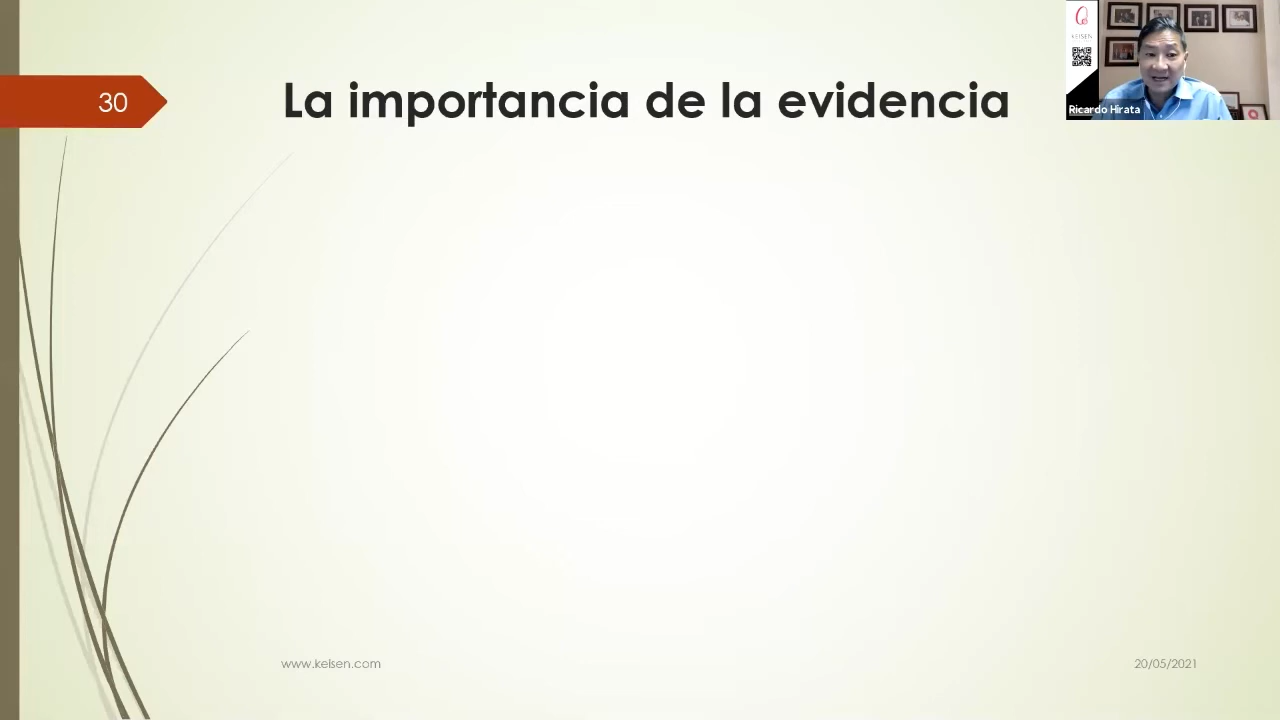 30
La importancia de la evidencia
KELSEN
Ricardo Hirata
www.kelsen.com
20/05/2021